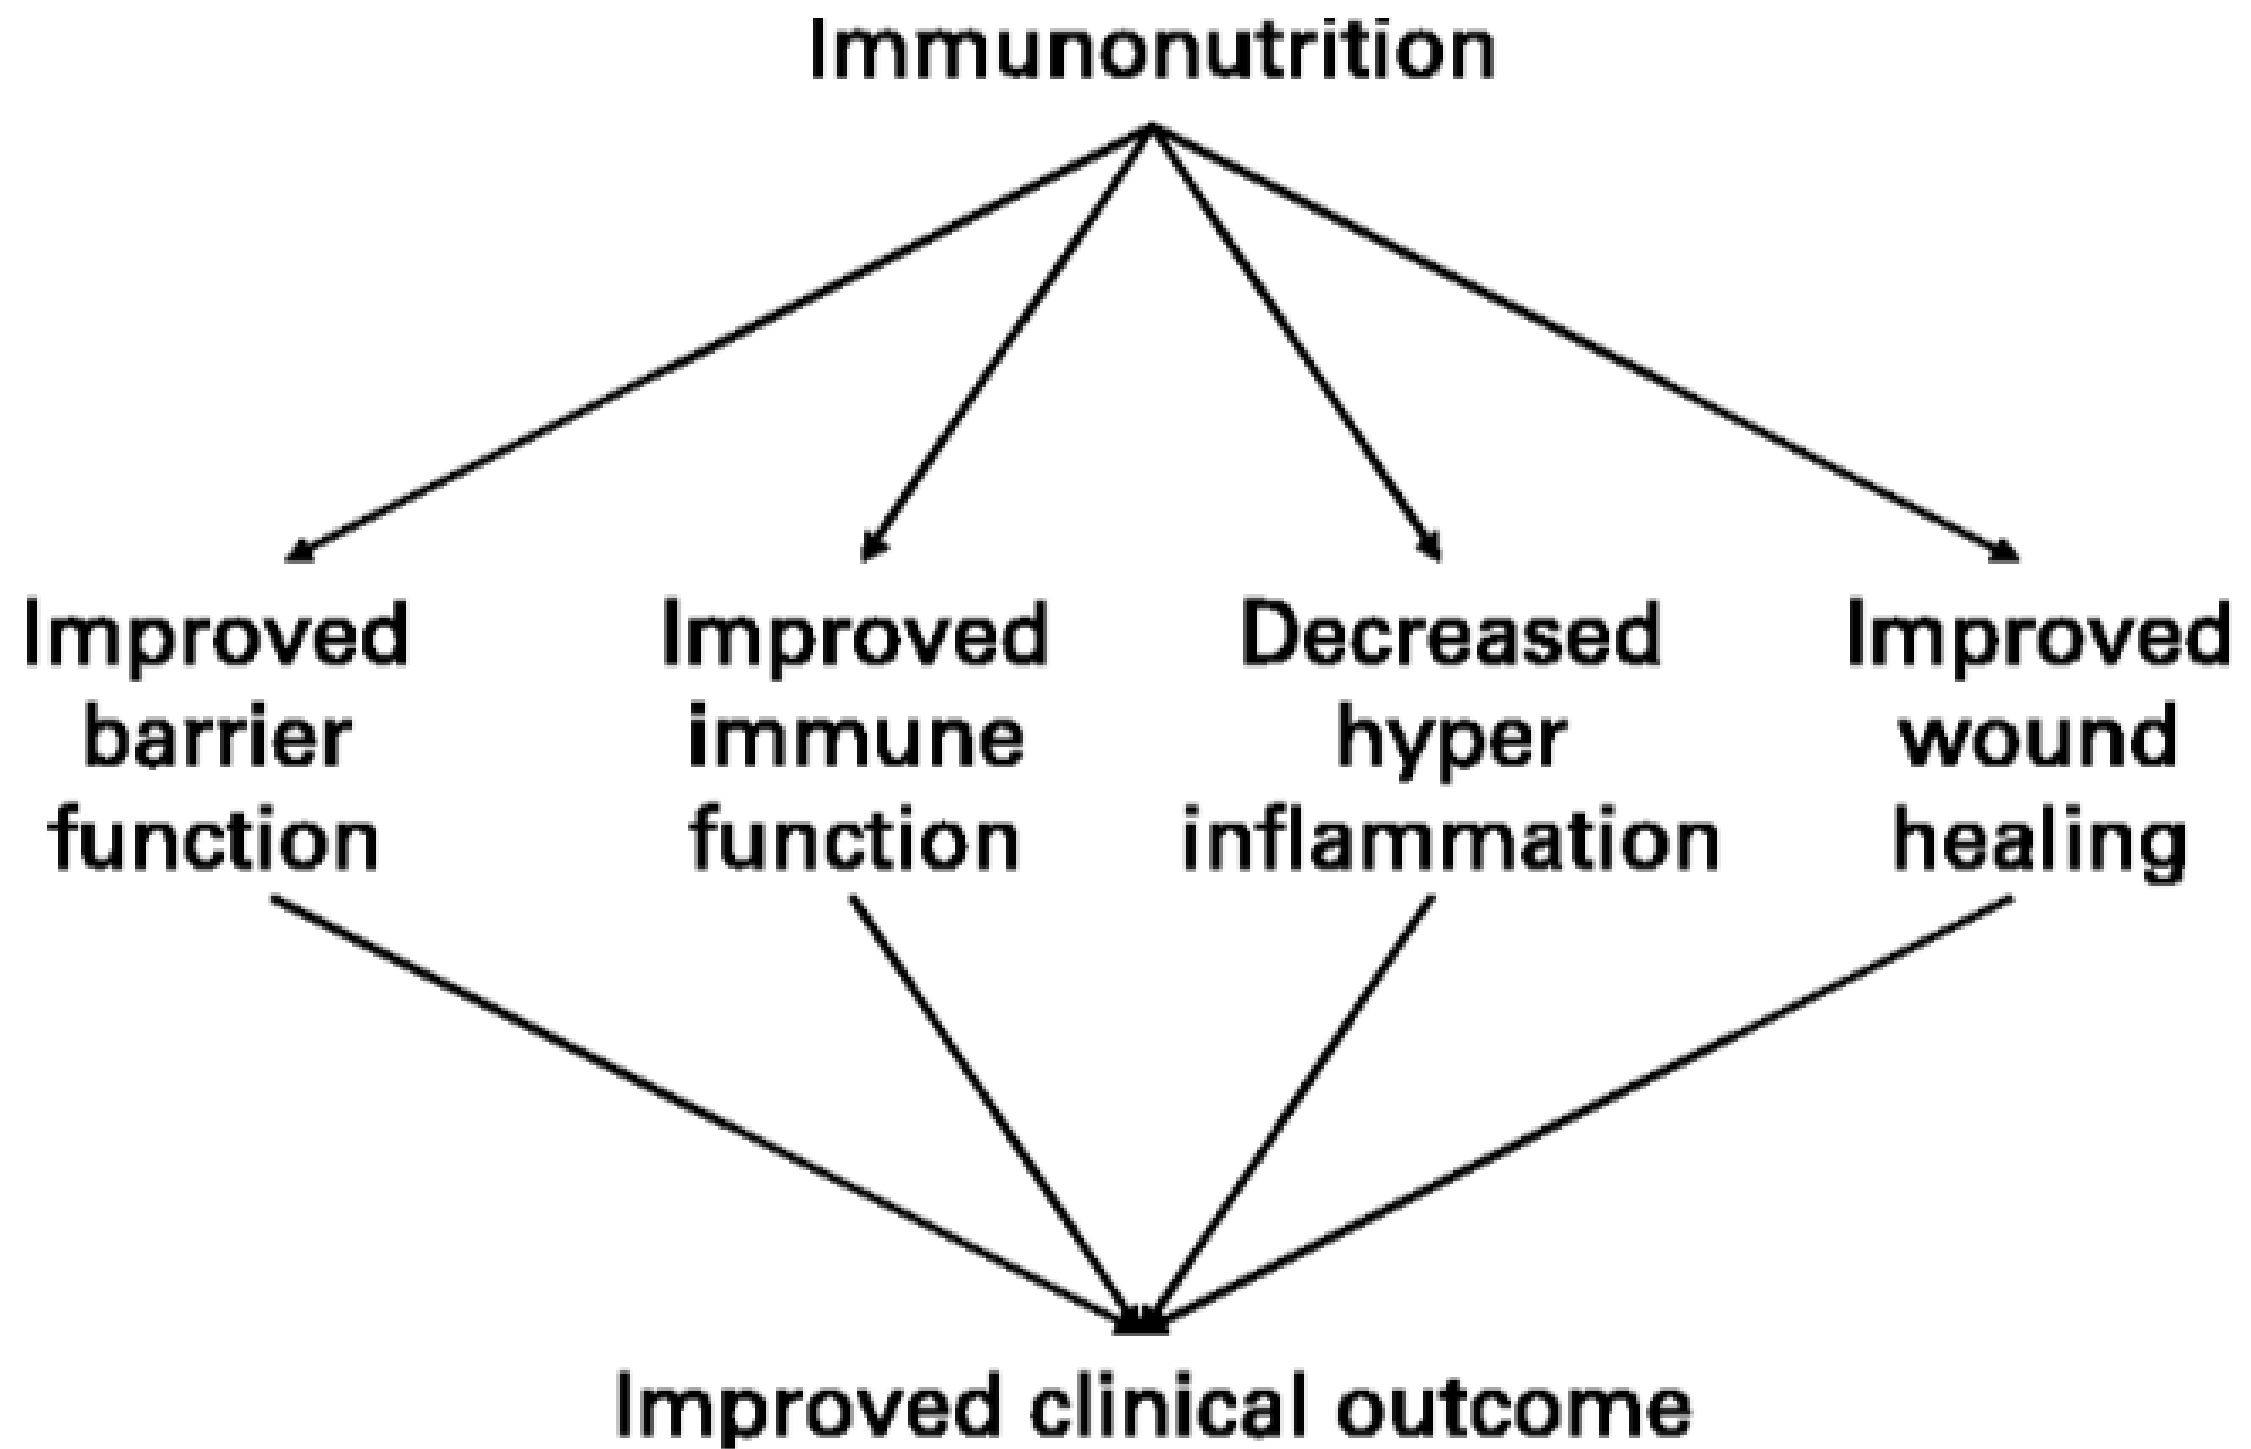 Immunonutrition
Improved
barrier
function
Improved
immune
function
Decreased
hyper
inflammation
Improved
wound
healing
Improved clinical outcome